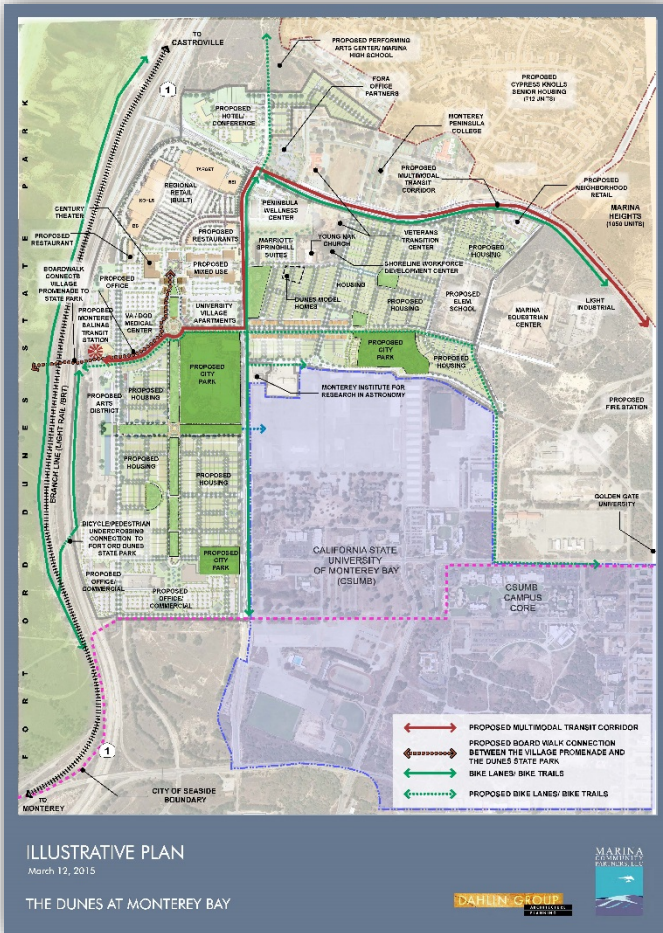 TO
CASTROVILLE
1
PROPOSED PERFORMING
ARTS CENTER/ MARINA
HIGH SCHOOL
FORA
OFFICE
PARTNERS
PROPOSED
CYPRESS KNOLLS
SENIOR HOUSING
(712 UNITS)
PROPOSED
HOTEL/
CONFERENCE
MONTEREY
PENINSULA
COLLEGE
TARGET
REI
REGIONAL
RETAIL
(BUILT)
KOHLS
PROPOSED
MULTIMODAL
TRANSIT
CORRIDOR
PROPOSED
NEIGHBORHOOD
RETAIL
MARINA
HEIGHTS
(1050 UNITS)
CENTURY
THEATER
PROPOSED
RESTAURANT
PENINSULA
WELLNESS
CENTER
PROPOSED
RESTAURANTS
MARRIOTT
SPRINGHILL
SUITES
YOUNG NAK
CHURCH
VETERANS
TRANSITION
CENTER
PROPOSED
HOUSING
SHORELINE WORKFORCE
DEVELOPMENT CENTER
BOARDWALK
CONNECTS
VILLAGE
PROMENADE TO
STATE PARK
PROPOSED
OFFICE
PROPOSED
MIXED USE
HOUSING
DUNES MODEL
HOMES
PROPOSED
HOUSING
PROPOSED
ELEM.
SCHOOL
LIGHT
INDUSTRIAL
MARINA
EQUESTRIAN
CENTER
PROPOSED
MONTEREY
SALINAS
TRANSIT
STATION
VA / DOD
MEDICAL
CENTER
UNIVERSITY
VILLAGE
APARTMENTS
PROPOSED
CITY
PARK
PROPOSED
CITY PARK
PROPOSED
HOUSING
PROPOSED
ARTS
DISTRICT
PROPOSED
HOUSING
MONTEREY INSTITUTE FOR
RESEARCH IN ASTRONOMY
PROPOSED
FIRE STATION
BRANCH LINE (LIGHT RAIL /BRT)
FORT ORD DUNES STATE PARK
PROPOSED
HOUSING
PROPOSED
HOUSING
GOLDEN GATE
UNIVERSITY
BICYCLE/PEDESTRIAN
UNDERCROSSING
CONNECTION TO
FORT ORD DUNES
STATE PARK
PROPOSED
CITY
PARK
CALIFORNIA STATE
UNIVERSITY
OF MONTEREY BAY
(CSUMB)
PROPOSED
OFFICE/
COMMERCIAL
PROPOSED
OFFICE/
COMMERCIAL
CSUMB
CAMPUS
CORE
1
TO
MONTEREY
CITY OF SEASIDE
BOUNDARY
PROPOSED MULTIMODAL TRANSIT CORRIDOR
PROPOSED BOARD WALK CONNECTION
BETWEEN THE VILLAGE PROMENADE AND
THE DUNES STATE PARK
BIKE LANES/ BIKE TRAILS
PROPOSED BIKE LANES/ BIKE TRAILS
ILLUSTRATIVE PLAN
March 12, 2015
THE DUNES AT MONTEREY BAY
DAHLIN GROUP
ARCHITECTURE
PLANNING
MARINA
COMMUNITY
PARTNERS, LLC